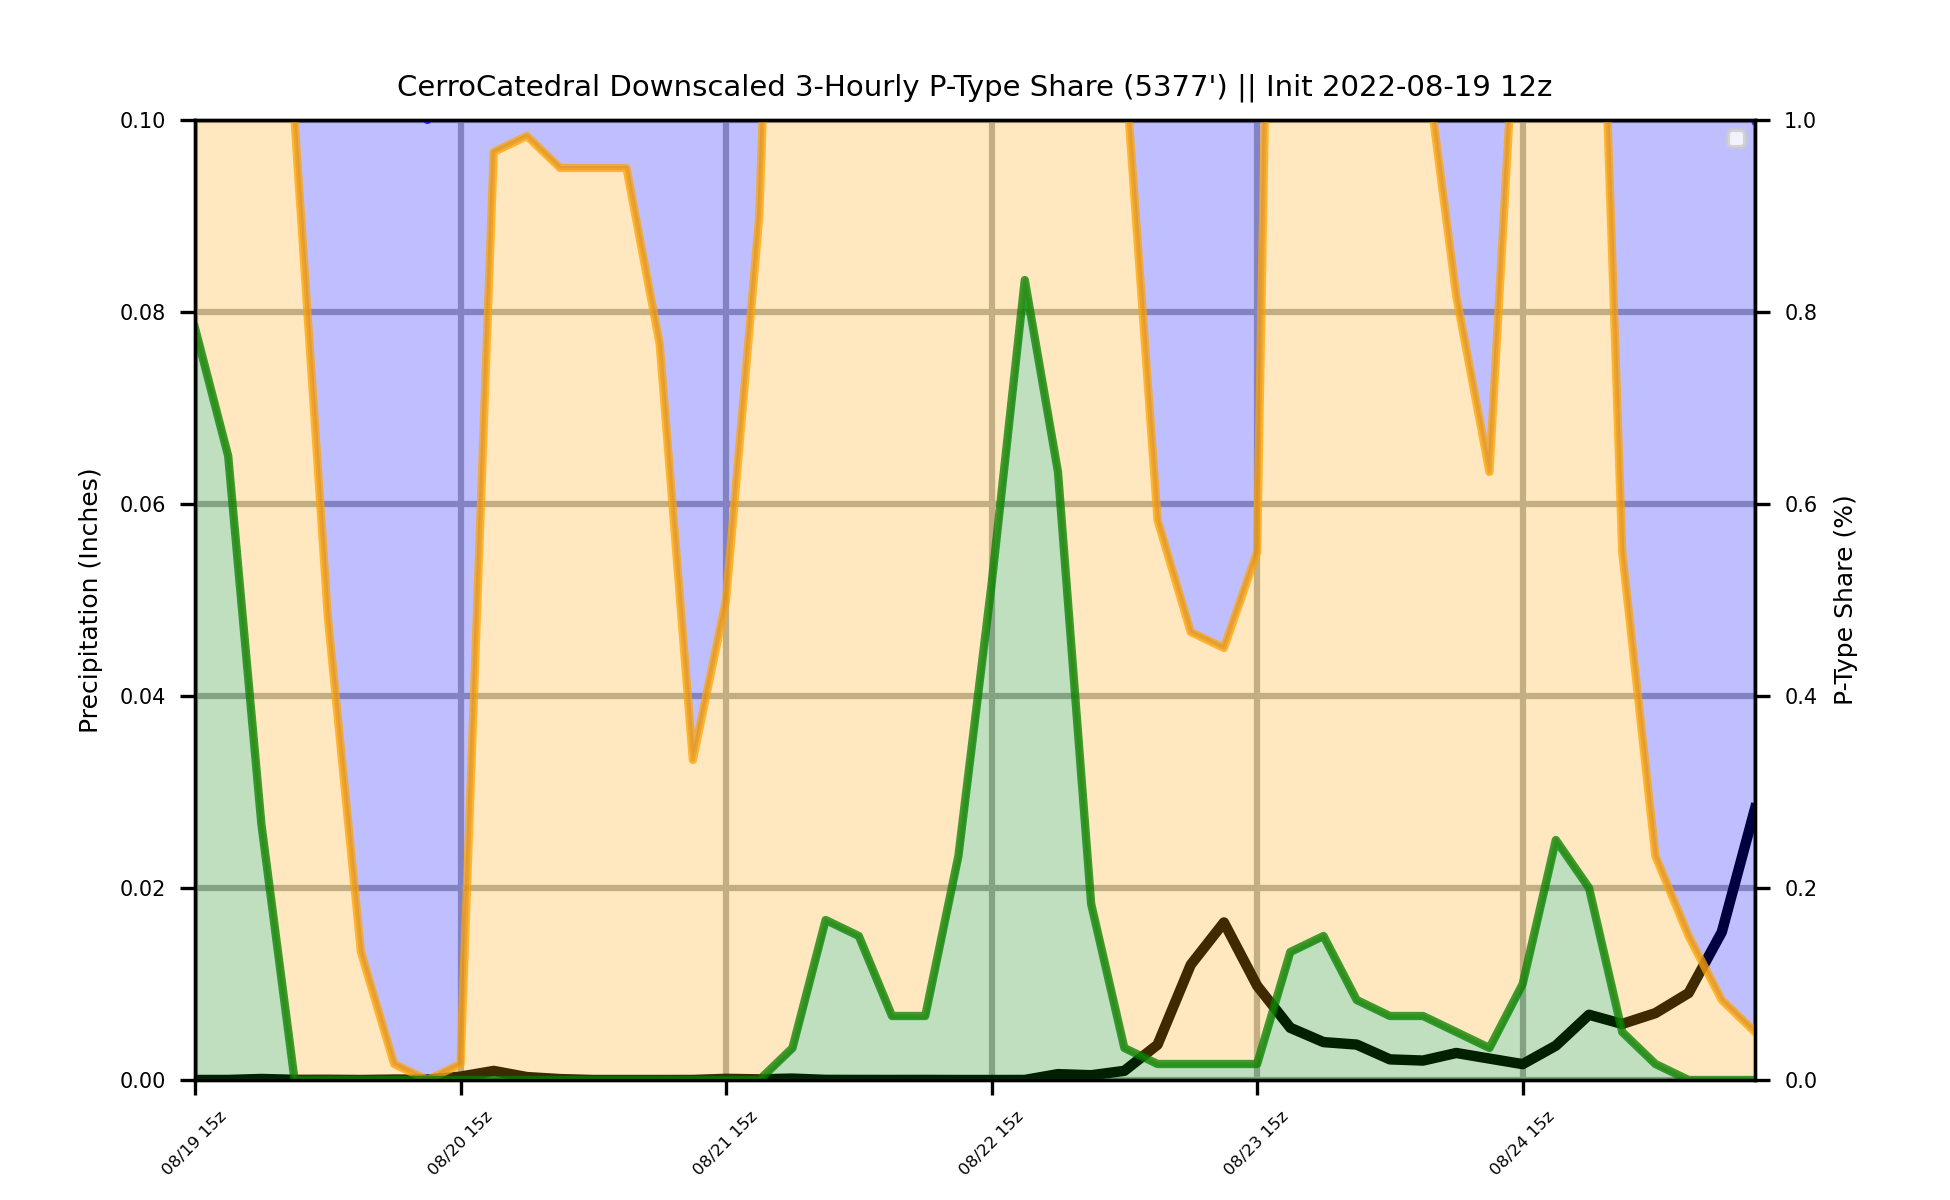 CerroCatedral Downscaled 3-Hourly P-Type Share (5377') || Init 2022-08-19 12z
0.10
0.08
0.06
0.04
0.02
0.00
Precipitation (Inches)
1.0
0.8
0.6
0.4
0.2
0.0
P-Type Share (%)
08/19 15z
08/20 15z
08/21 15z
08/22 15z
08/23 15z
08/24 15z